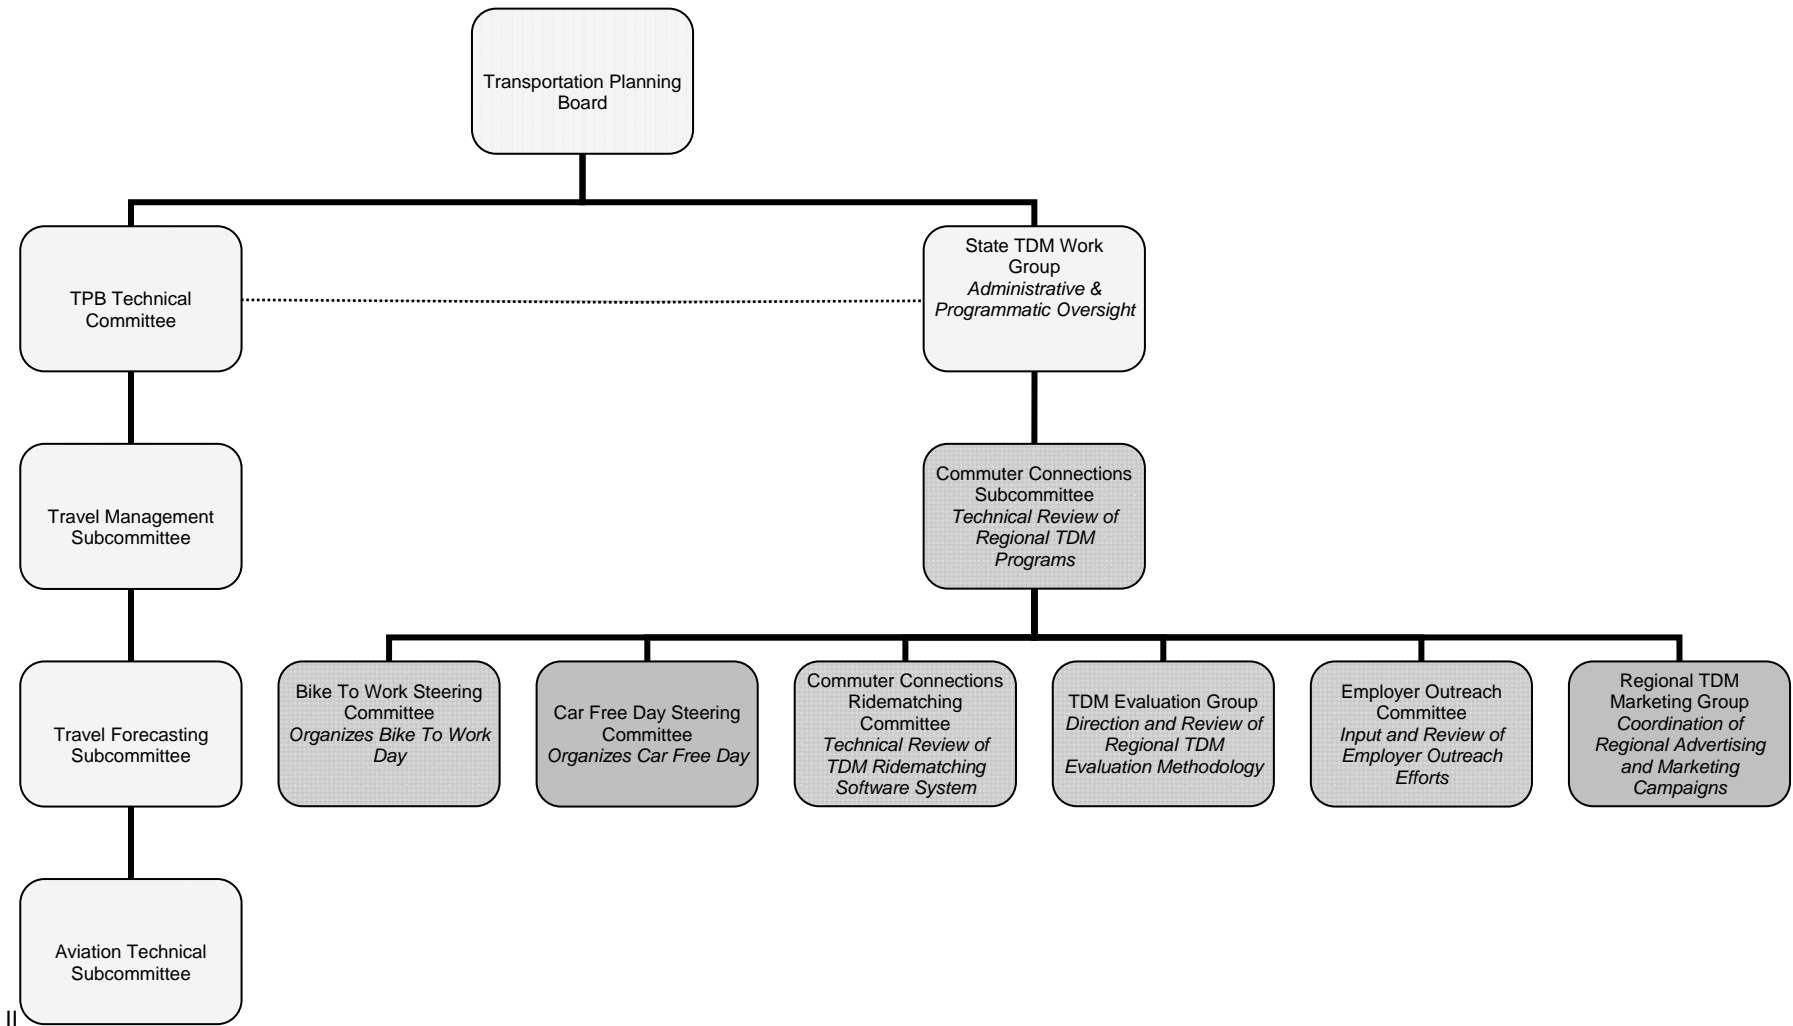 Transportation Planning
Board
TPB Technical
Committee
State TDM Work
Group
Administrative &
Programmatic Oversight
Travel Management
Subcommittee
Commuter Connections
Subcommittee
Technical Review of
Regional TDM
Programs
Travel Forecasting
Subcommittee
Bike To Work Steering
Committee
Organizes Bike To Work
Day
Car Free Day Steering
Committee
Organizes Car Free Day
Commuter Connections
Ridematching
Committee
Technical Review of
TDM Ridematching
Software System
TDM Evaluation Group
Direction and Review of
Regional TDM
Evaluation Methodology
Employer Outreach
Committee
Input and Review of
Employer Outreach
Efforts
Regional TDM
Marketing Group
Coordination of
Regional Advertising
and Marketing
Campaigns
Aviation Technical
Subcommittee
II